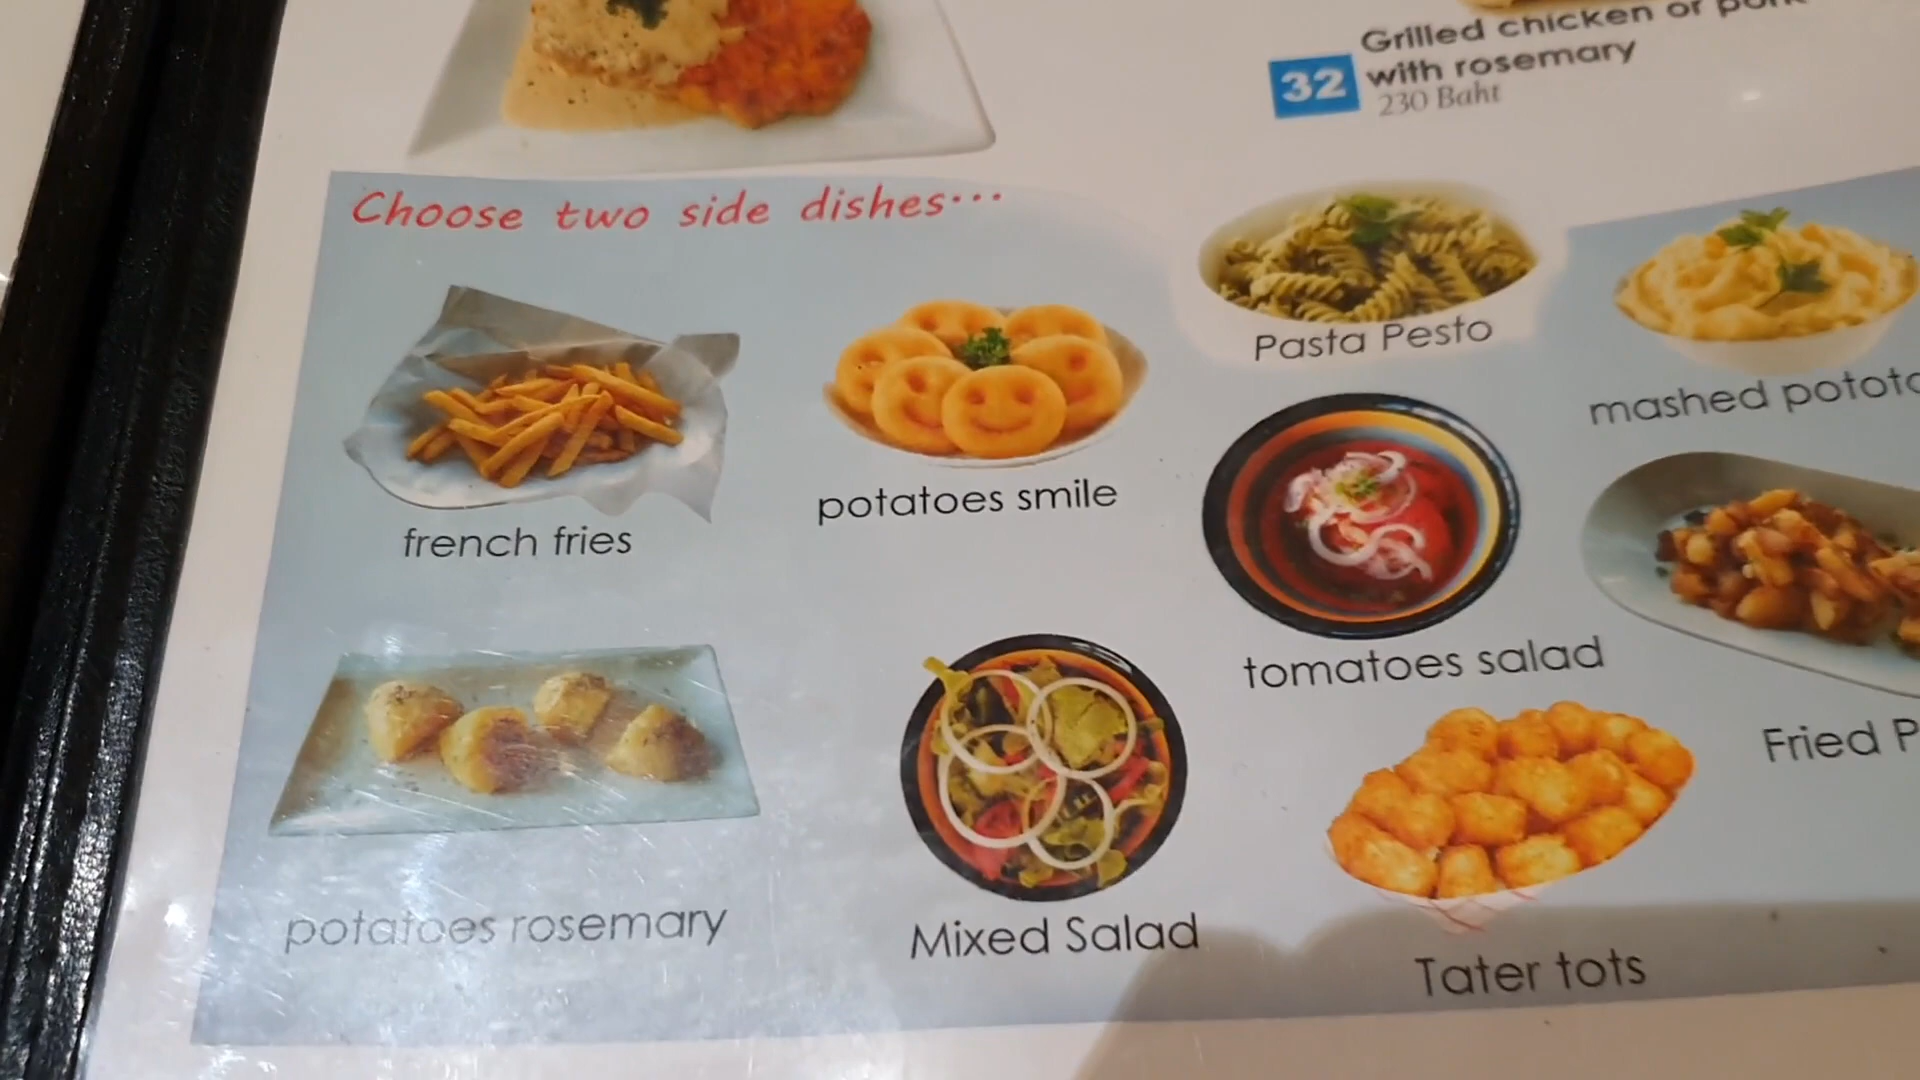 Grilled chicken or pork
32 with rosemary
230 Baht
Choose two side dishes...
Pasta Pesto
mashed
potatoes smile
french fries
tomatoes salad
Fried
potatoes rosemary
Mixed Salad
Tater tots